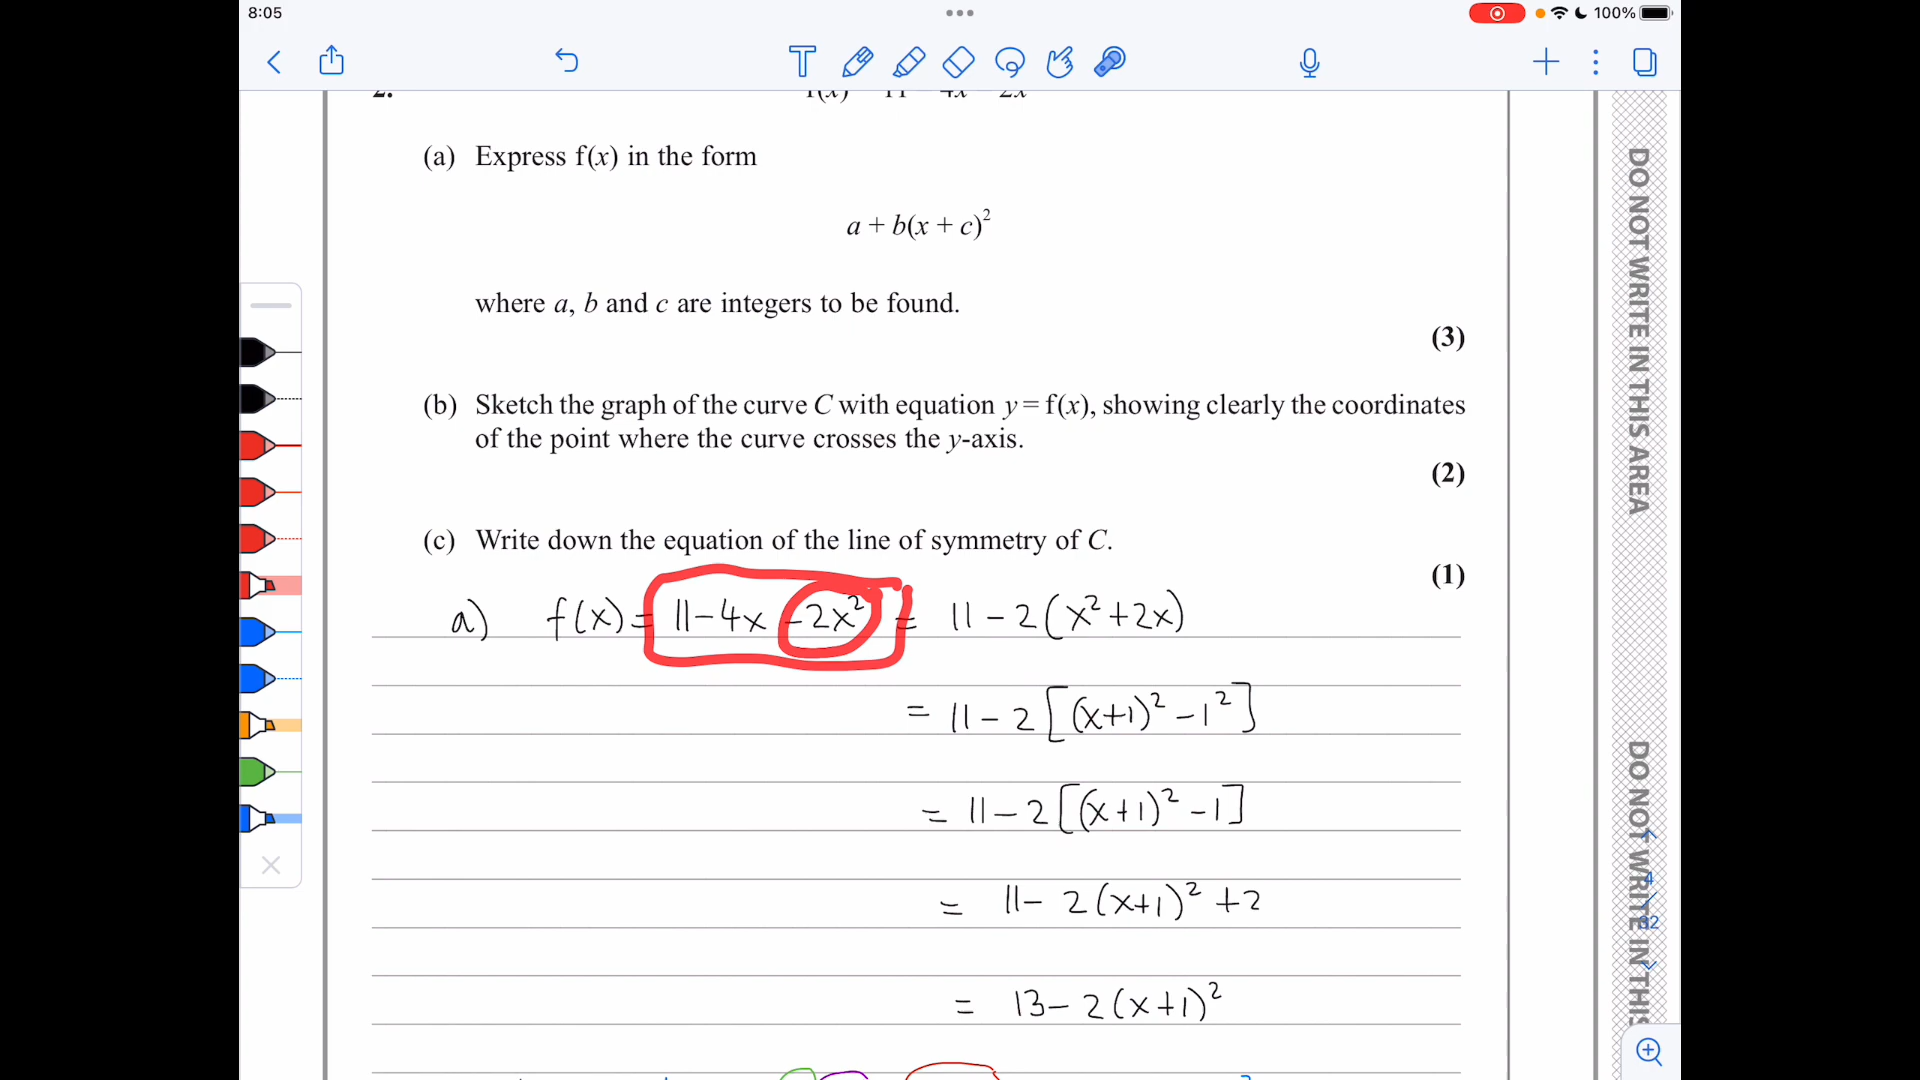 8:05
100%
(a) Express f(x) in the form
a + b(x + c)²
where a, b and c are integers to be found.
(3)
(b) Sketch the graph of the curve C with equation y = f(x), showing clearly the coordinates
of the point where the curve crosses the y-axis.
(2)
(c) Write down the equation of the line of symmetry of C.
(1)
a) f(x) = 11 - 4x - 2x² = 11 - 2(x² + 2x)
= 11 - 2[(x+1)² - 1²]
= 11 - 2[(x+1)² - 1]
= 11 - 2(x+1)² + 2
= 13 - 2(x+1)²
DO NOT WRITE IN THIS AREA
DO NOT WRITE IN THIS